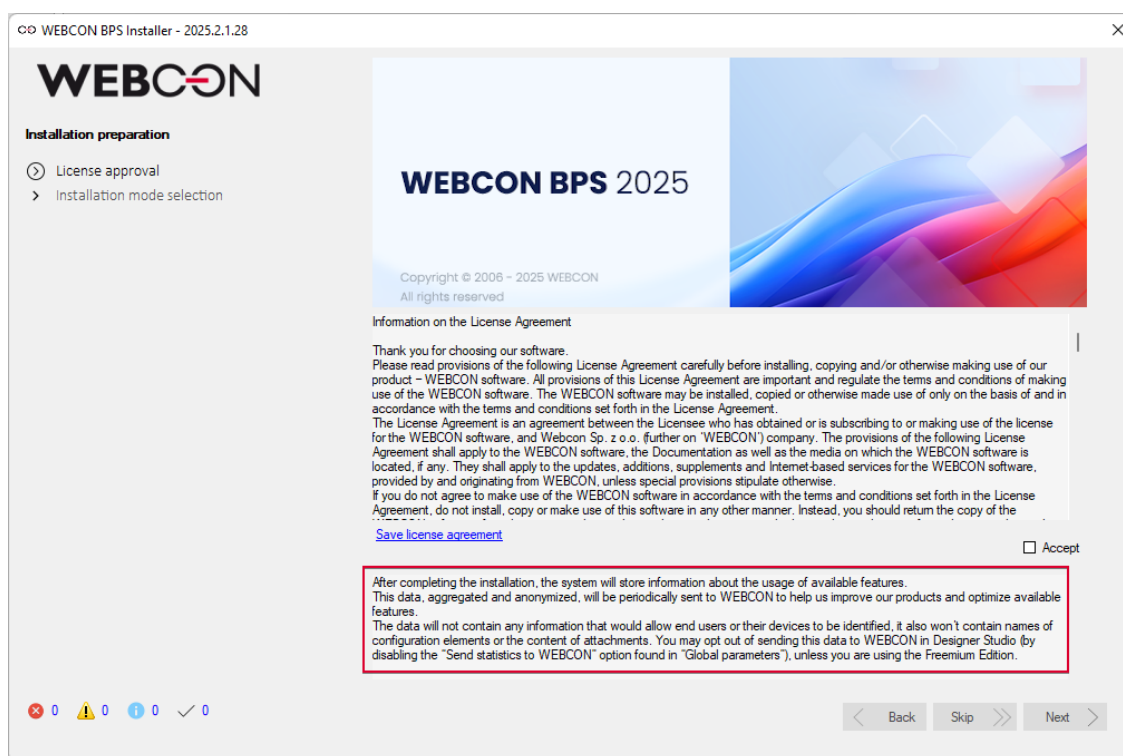 WEBCON BPS Installer - 2025.2.1.28
WEBCON
Installation preparation
License approval
Installation mode selection
WEBCON BPS 2025
Copyright © 2006 - 2025 WEBCON
All rights reserved
Information on the License Agreement
Thank you for choosing our software.
Please read provisions of the following License Agreement carefully before installing, copying and/or otherwise making use of our
product – WEBCON software. All provisions of this License Agreement are important and regulate the terms and conditions of making
use of the WEBCON software. The WEBCON software may be installed, copied or otherwise made use of only on the basis of and in
accordance with the terms and conditions set forth in the License Agreement.
The License Agreement is an agreement between the Licensee who has obtained or is subscribing to or making use of the license
for the WEBCON software, and Webcon Sp. z o.o. (further on "WEBCON") company. The provisions of the following License
Agreement shall apply to the WEBCON software, the Documentation as well as the media on which the WEBCON software is
located, if any. They shall apply to the updates, additions, supplements and Internet-based services for the WEBCON software,
provided by and originating from WEBCON, unless special provisions stipulate otherwise.
If you do not agree to make use of the WEBCON software in accordance with the terms and conditions set forth in the License
Agreement, do not install, copy or make use of this software in any other manner. Instead, you should return the copy of the
Save license agreement
Accept
After completing the installation, the system will store information about the usage of available features.
This data, aggregated and anonymized, will be periodically sent to WEBCON to help us improve our products and optimize available
features.
The data will not contain any information that would allow end users or their devices to be identified, it also won't contain names of
configuration elements or the content of attachments. You may opt out of sending this data to WEBCON in Designer Studio (by
disabling the "Send statistics to WEBCON" option found in "Global parameters"), unless you are using the Freemium Edition.
0 0 0 0
Back Skip Next